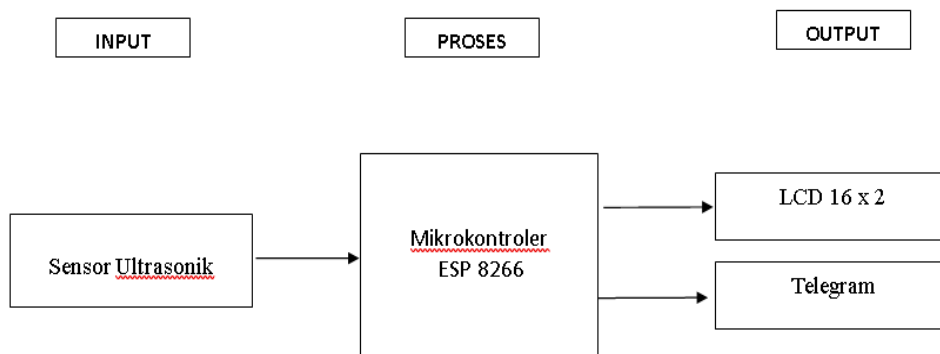 INPUT
PROSES
OUTPUT
Sensor Ultrasonik
Mikrokontroler
ESP 8266
LCD 16 x 2
Telegram